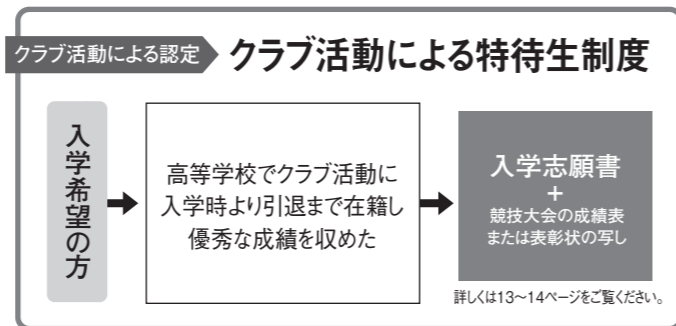 クラブ活動による認定
クラブ活動による特待生制度
入学希望の方
高等学校でクラブ活動に
入学時より引退まで在籍し
優秀な成績を収めた
入学志願書
+
競技大会の成績表
または表彰状の写し
詳しくは13〜14ページをご覧ください。